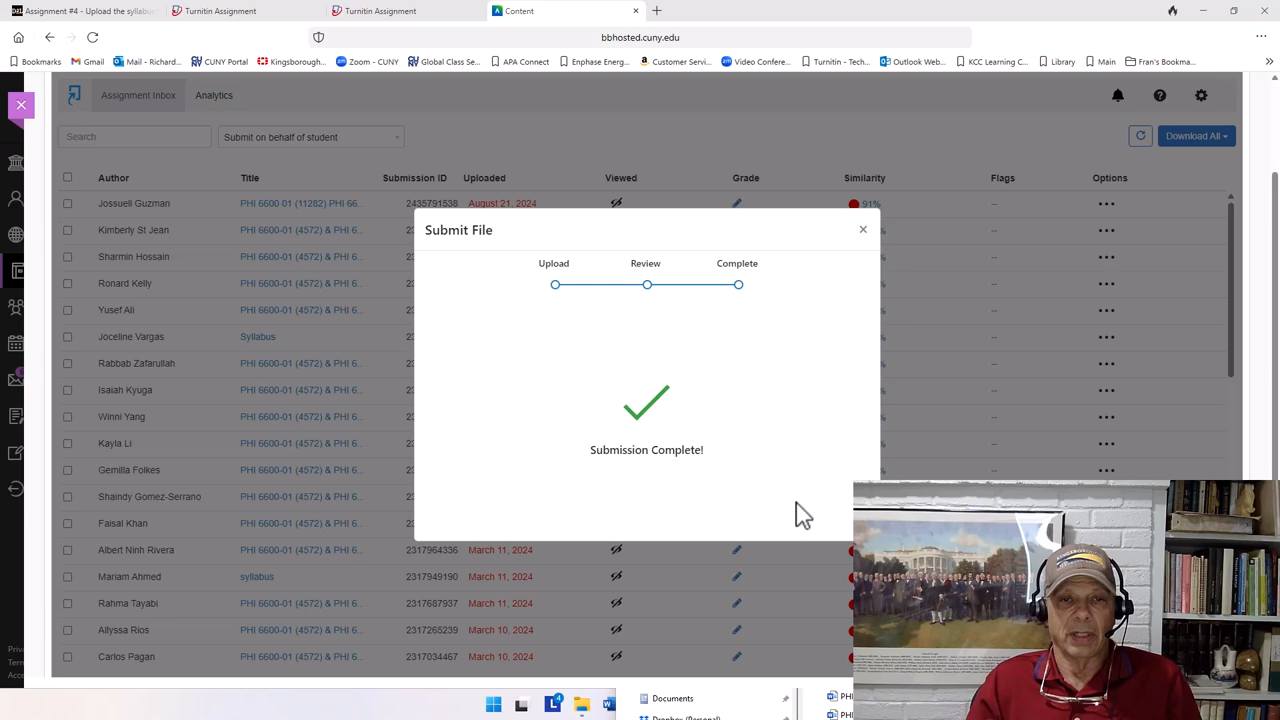 Assignment #4 - Upload the syllabus
Turnitin Assignment
Turnitin Assignment
Content
bbhosted.cuny.edu
Bookmarks
Gmail
Mail - Richard...
CUNY Portal
Kingsborough...
Zoom - CUNY
Global Class Se...
APA Connect
Enphase Energ...
Customer Servi...
Video Confere...
Turnitin - Tech...
Outlook Web...
KCC Learning C...
Library
Main
Fran's Bookma...
Assignment Inbox Analytics
Search
Submit on behalf of student
Download All
Author Title Submission ID Uploaded Viewed Grade Similarity Flags Options
Jossuell Guzman PHI 6600 01 (11282) PHI 66... 2435791538 August 21, 2024 91% --
Kimberly St Jean PHI 6600-01 (4572) & PHI 6... --
Sharmin Hossain PHI 6600-01 (4572) & PHI 6... --
Ronard Kelly PHI 6600-01 (4572) & PHI 6... --
Yusef Ali PHI 6600-01 (4572) & PHI 6... --
Joceline Vargas Syllabus --
Rabbab Zafarullah PHI 6600-01 (4572) & PHI 6... --
Isaiah Kyuga PHI 6600-01 (4572) & PHI 6... --
Winni Yang PHI 6600-01 (4572) & PHI 6... --
Kayla Li PHI 6600-01 (4572) & PHI 6... --
Gemilla Folkes PHI 6600-01 (4572) & PHI 6... --
Shaindy Gomez-Serrano PHI 6600-01 (4572) & PHI 6...
Faisal Khan PHI 6600-01 (4572) & PHI 6...
Albert Ninh Rivera PHI 6600-01 (4572) & PHI 6... 2317964336 March 11, 2024
Mariam Ahmed syllabus 2317949190 March 11, 2024
Rahma Tayabi PHI 6600-01 (4572) & PHI 6... 2317687937 March 11, 2024
Allyssa Rios PHI 6600-01 (4572) & PHI 6... 2317265239 March 10, 2024
Carlos Pagan PHI 6600-01 (4572) & PHI 6... 2317034467 March 10, 2024
Submit File
Upload Review Complete
Submission Complete!
Priv
Term
Acce
Documents
Dropbox (Personal)
PHI
PHI